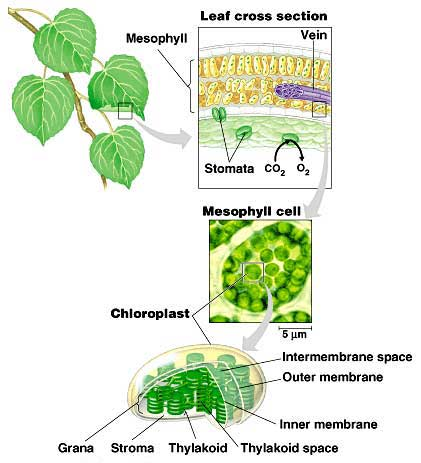 Leaf cross section
Vein
Mesophyll
Stomata
CO2
O2
Mesophyll cell
Chloroplast
5 µm
Intermembrane space
Outer membrane
Inner membrane
Grana
Stroma
Thylakoid
Thylakoid space